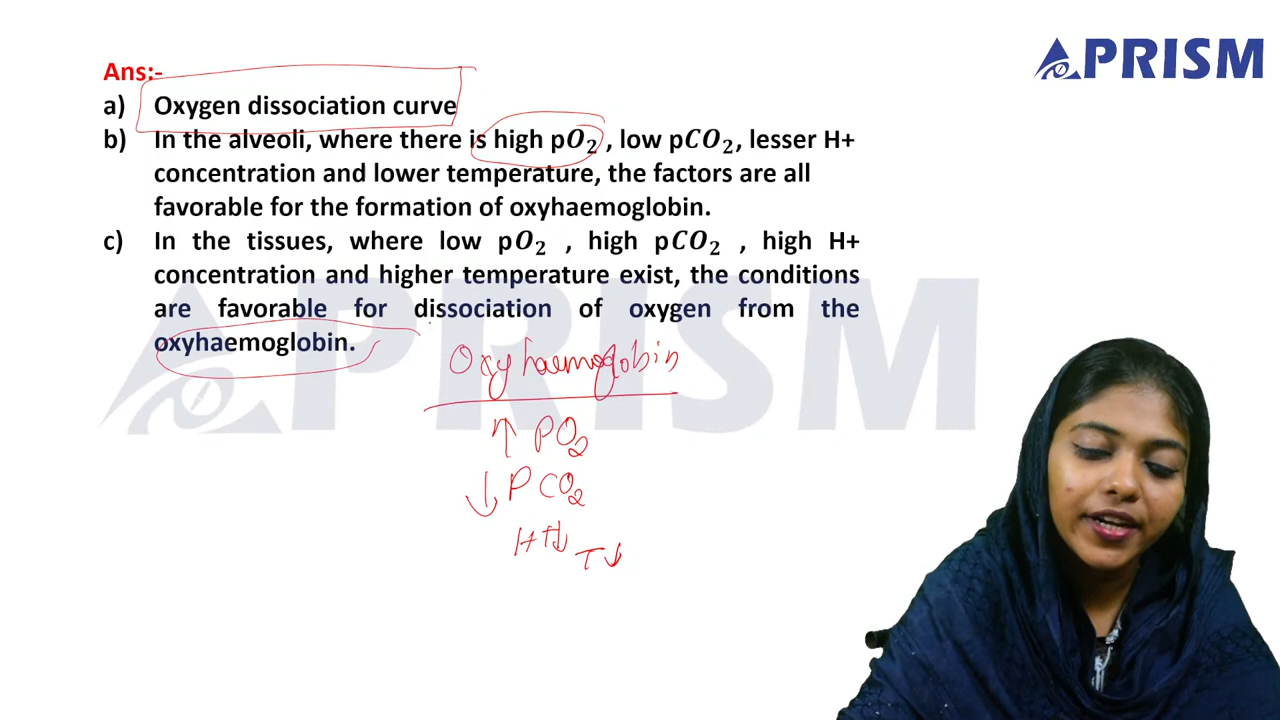 PRISM
Ans:-
a) Oxygen dissociation curve
b) In the alveoli, where there is high pO₂ , low pCO₂, lesser H+
concentration and lower temperature, the factors are all
favorable for the formation of oxyhaemoglobin.
c) In the tissues, where low pO₂ , high pCO₂ , high H+
concentration and higher temperature exist, the conditions
are favorable for dissociation of oxygen from the
oxyhaemoglobin.
PRISM
Oxyhaemoglobin
↑ PO₂
↓ PCO₂
H+↓
T↓